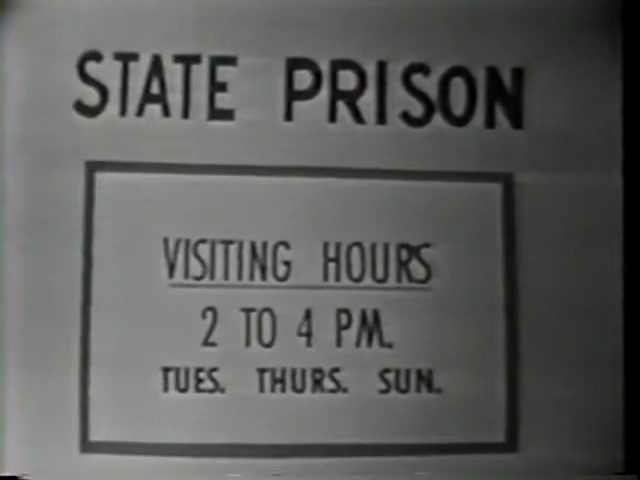 STATE PRISON
VISITING HOURS
2 TO 4 PM.
TUES. THURS. SUN.